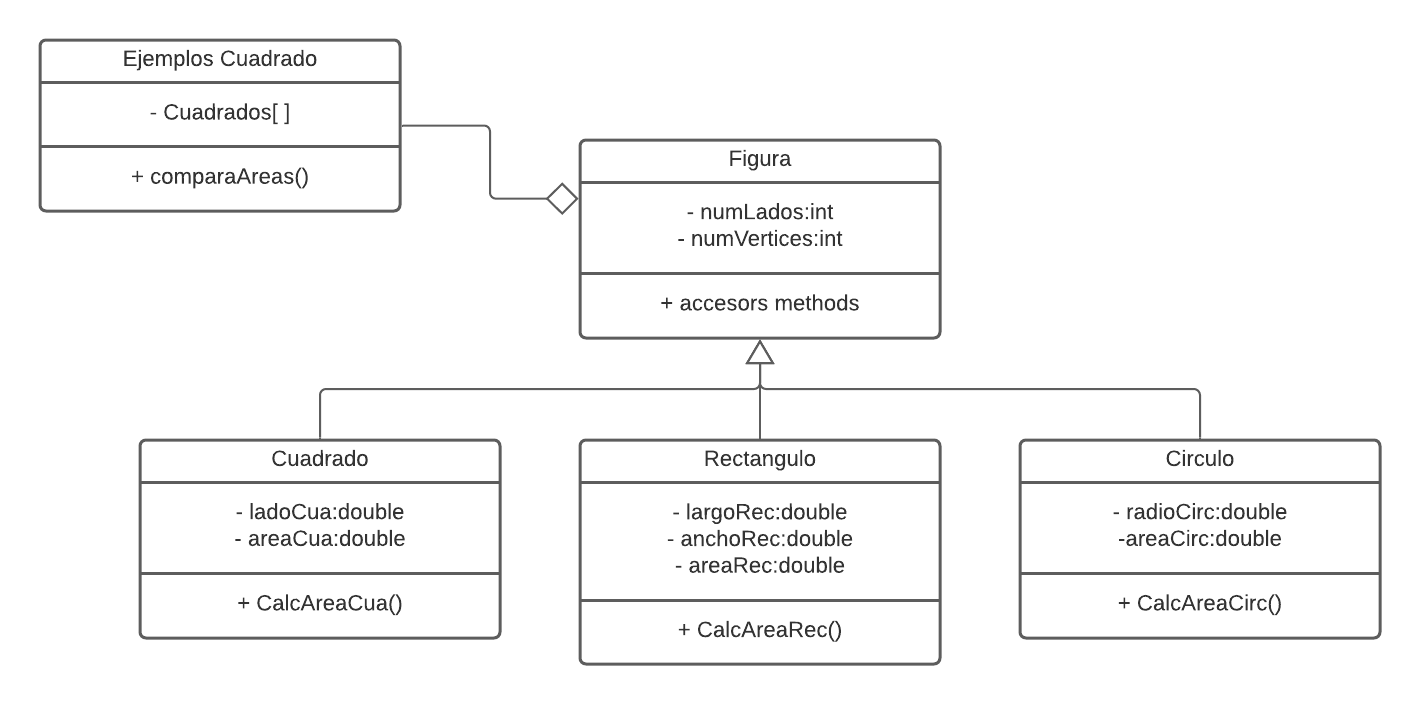 Ejemplos Cuadrado
- Cuadrados[ ]
+ comparaAreas()
Figura
- numLados:int
- numVertices:int
+ accesors methods
Cuadrado
- ladoCua:double
- areaCua:double
+ CalcAreaCua()
Rectangulo
- largoRec:double
- anchoRec:double
- areaRec:double
+ CalcAreaRec()
Circulo
- radioCirc:double
-areaCirc:double
+ CalcAreaCirc()